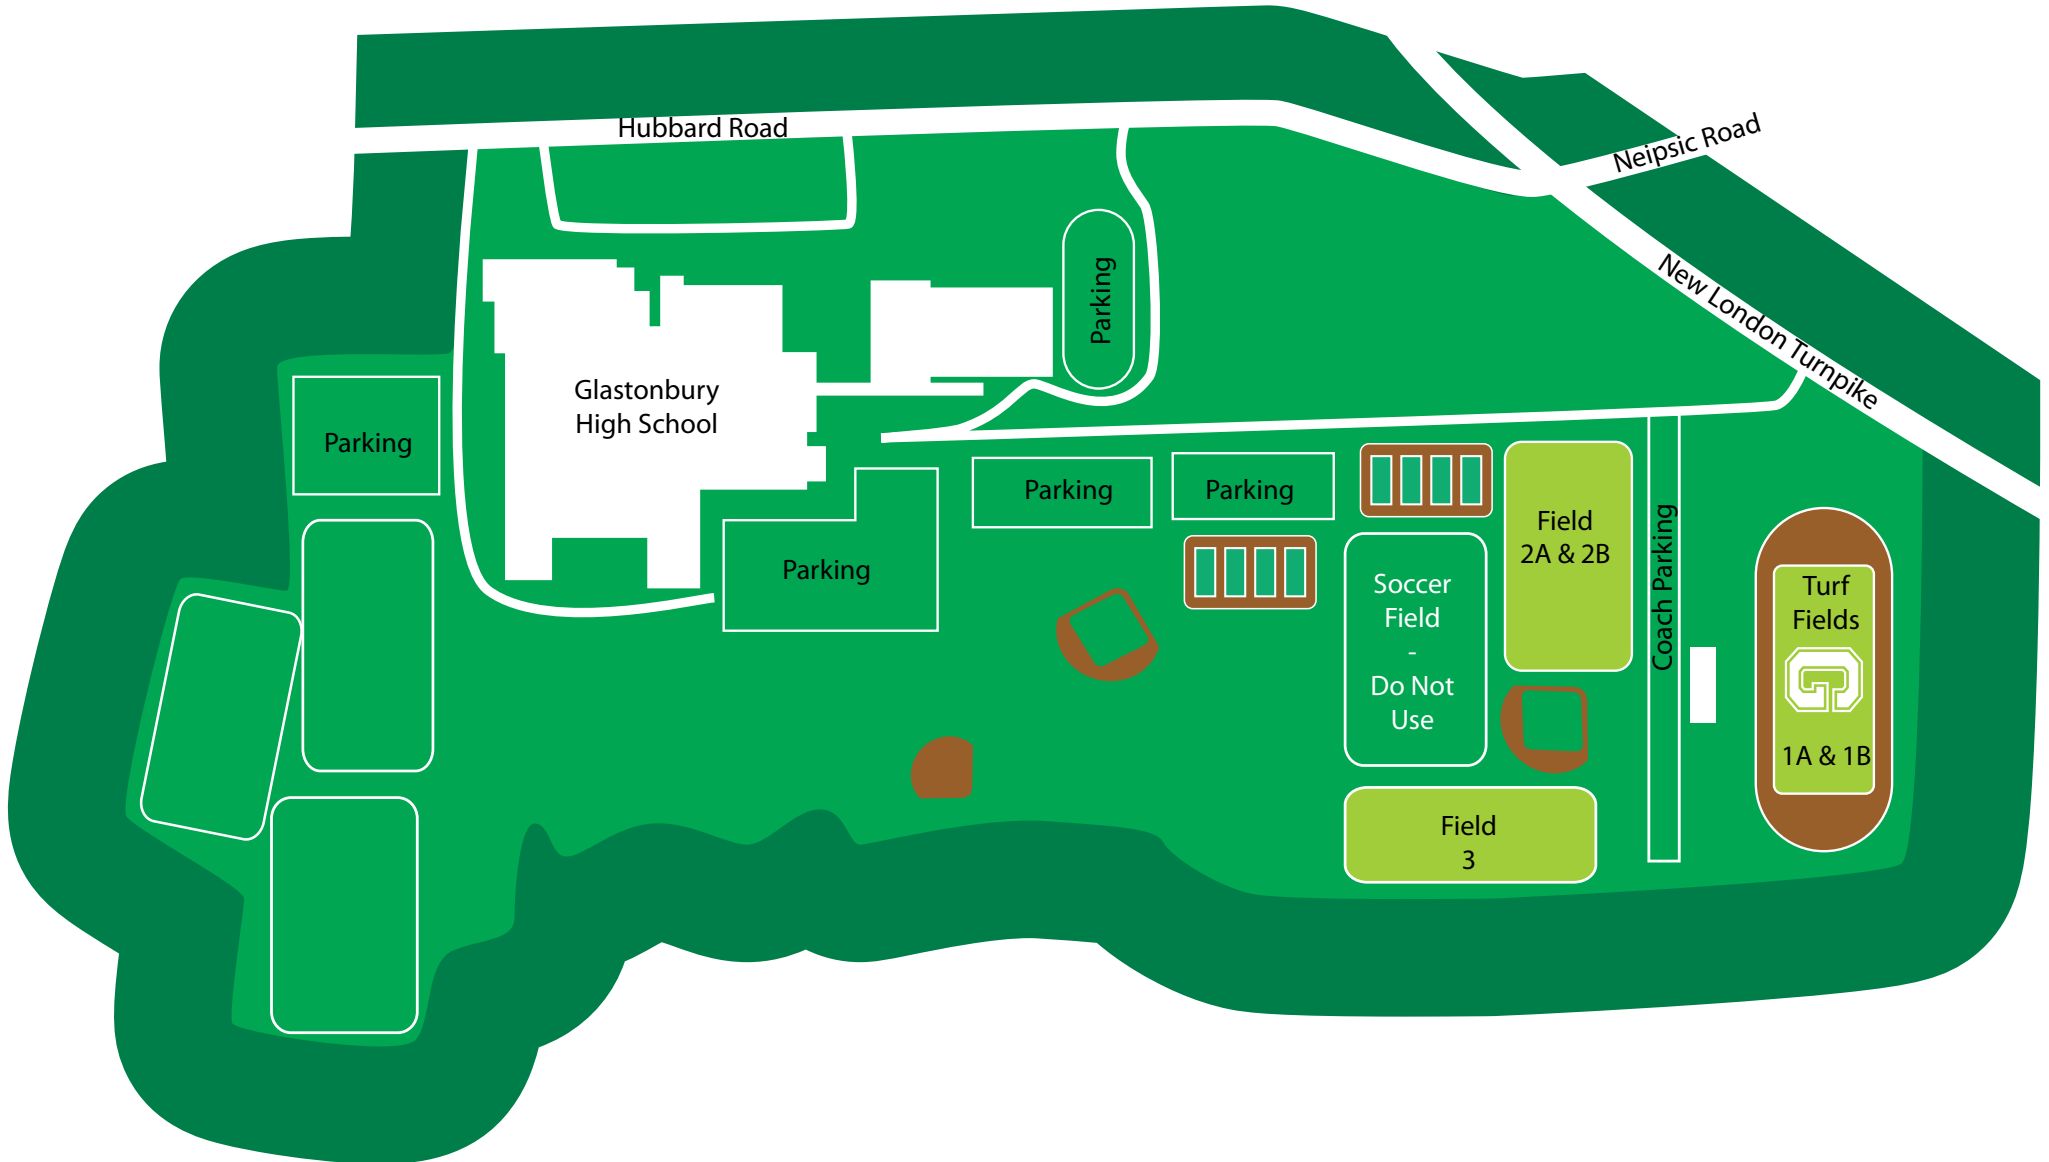 Hubbard Road
Neipsic Road
New London Turnpike
Parking
Glastonbury
High School
Parking
Parking
Parking
Parking
Field
2A & 2B
Coach Parking
Soccer
Field
-
Do Not
Use
Turf
Fields
G
1A & 1B
Field
3